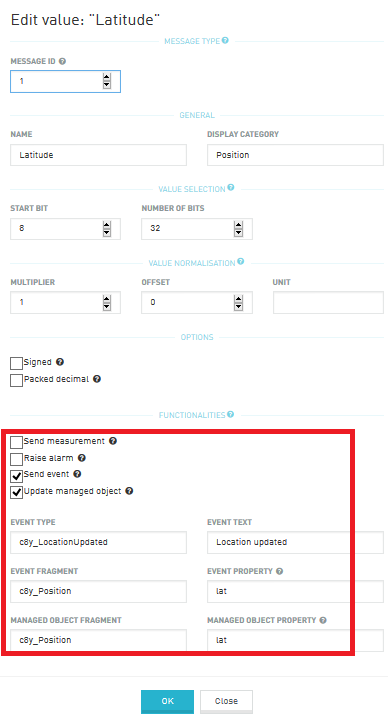 Edit value: "Latitude"
MESSAGE TYPE ?
MESSAGE ID ?
1
GENERAL
NAME DISPLAY CATEGORY
Latitude Position
VALUE SELECTION ?
START BIT NUMBER OF BITS
8 32
VALUE NORMALISATION ?
MULTIPLIER OFFSET UNIT
1 0
OPTIONS
Signed ?
Packed decimal ?
FUNCTIONALITIES ?
Send measurement ?
Raise alarm ?
Send event ?
Update managed object ?
EVENT TYPE EVENT TEXT
c8y_LocationUpdated Location updated
EVENT FRAGMENT EVENT PROPERTY ?
c8y_Position lat
MANAGED OBJECT FRAGMENT MANAGED OBJECT PROPERTY ?
c8y_Position lat
OK Close